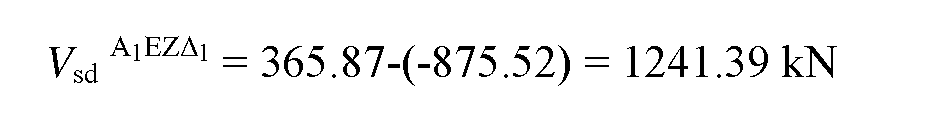 V_sd ^A₁EZΔ₁ = 365.87-(-875.52) = 1241.39 kN